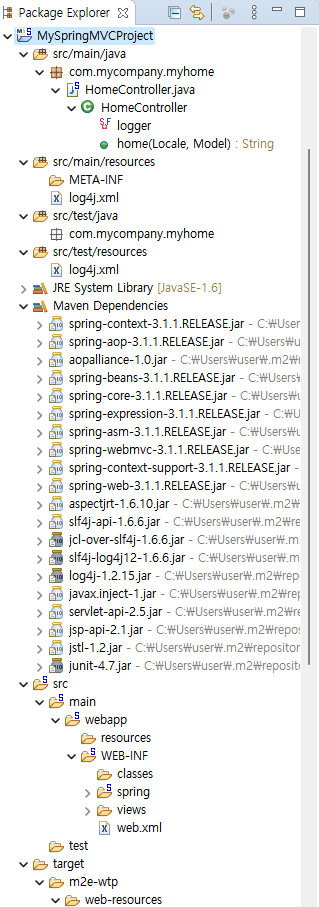 Package Explorer
MySpringMVCProject
src/main/java
com.mycompany.myhome
HomeController.java
HomeController
logger
home(Locale, Model) : String
src/main/resources
META-INF
log4j.xml
src/test/java
com.mycompany.myhome
src/test/resources
log4j.xml
JRE System Library [JavaSE-1.6]
Maven Dependencies
spring-context-3.1.1.RELEASE.jar - C:₩Users
spring-aop-3.1.1.RELEASE.jar - C:₩Users₩
aopalliance-1.0.jar - C:₩Users₩user₩.m2₩
spring-beans-3.1.1.RELEASE.jar - C:₩Users
spring-core-3.1.1.RELEASE.jar - C:₩Users₩
spring-expression-3.1.1.RELEASE.jar - C:₩
spring-asm-3.1.1.RELEASE.jar - C:₩Users₩
spring-webmvc-3.1.1.RELEASE.jar - C:₩Us
spring-context-support-3.1.1.RELEASE.jar
spring-web-3.1.1.RELEASE.jar - C:₩Users₩
aspectjrt-1.6.10.jar - C:₩Users₩user₩.m2₩
slf4j-api-1.6.6.jar - C:₩Users₩user₩.m2₩r
jcl-over-slf4j-1.6.6.jar - C:₩Users₩user₩.
slf4j-log4j12-1.6.6.jar - C:₩Users₩user₩.
log4j-1.2.15.jar - C:₩Users₩user₩.m2₩rep
javax.inject-1.jar - C:₩Users₩user₩.m2₩re
servlet-api-2.5.jar - C:₩Users₩user₩.m2₩
jsp-api-2.1.jar - C:₩Users₩user₩.m2₩repos
jstl-1.2.jar - C:₩Users₩user₩.m2₩repositor
junit-4.7.jar - C:₩Users₩user₩.m2₩reposit
src
main
webapp
resources
WEB-INF
classes
spring
views
web.xml
test
target
m2e-wtp
web-resources